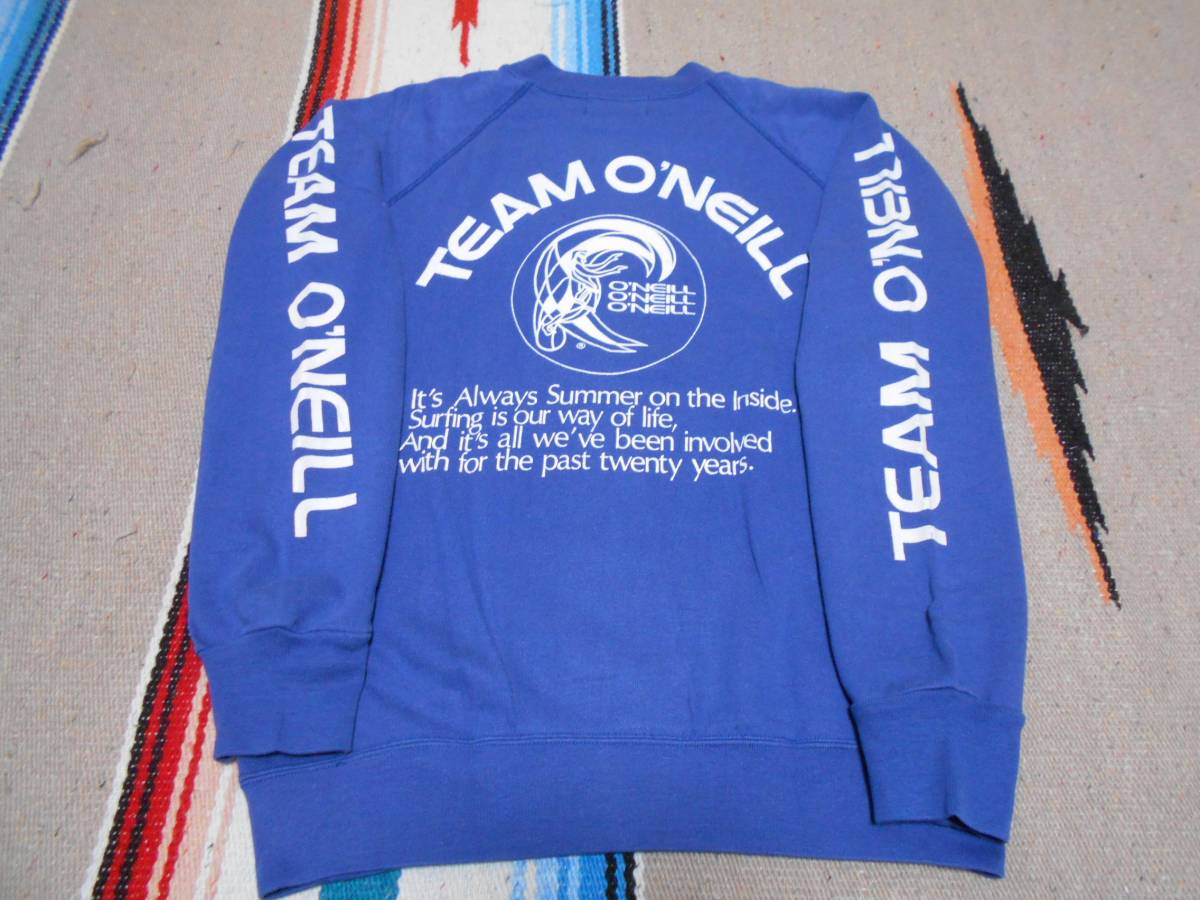 TEAM O'NEILL
TEAM O'NEILL
O'NEILL
O'NEILL
O'NEILL
®
It's Always Summer on the Inside.
Surfing is our way of life,
And it's all we've been involved
with for the past twenty years.
TEAM O'NEILL